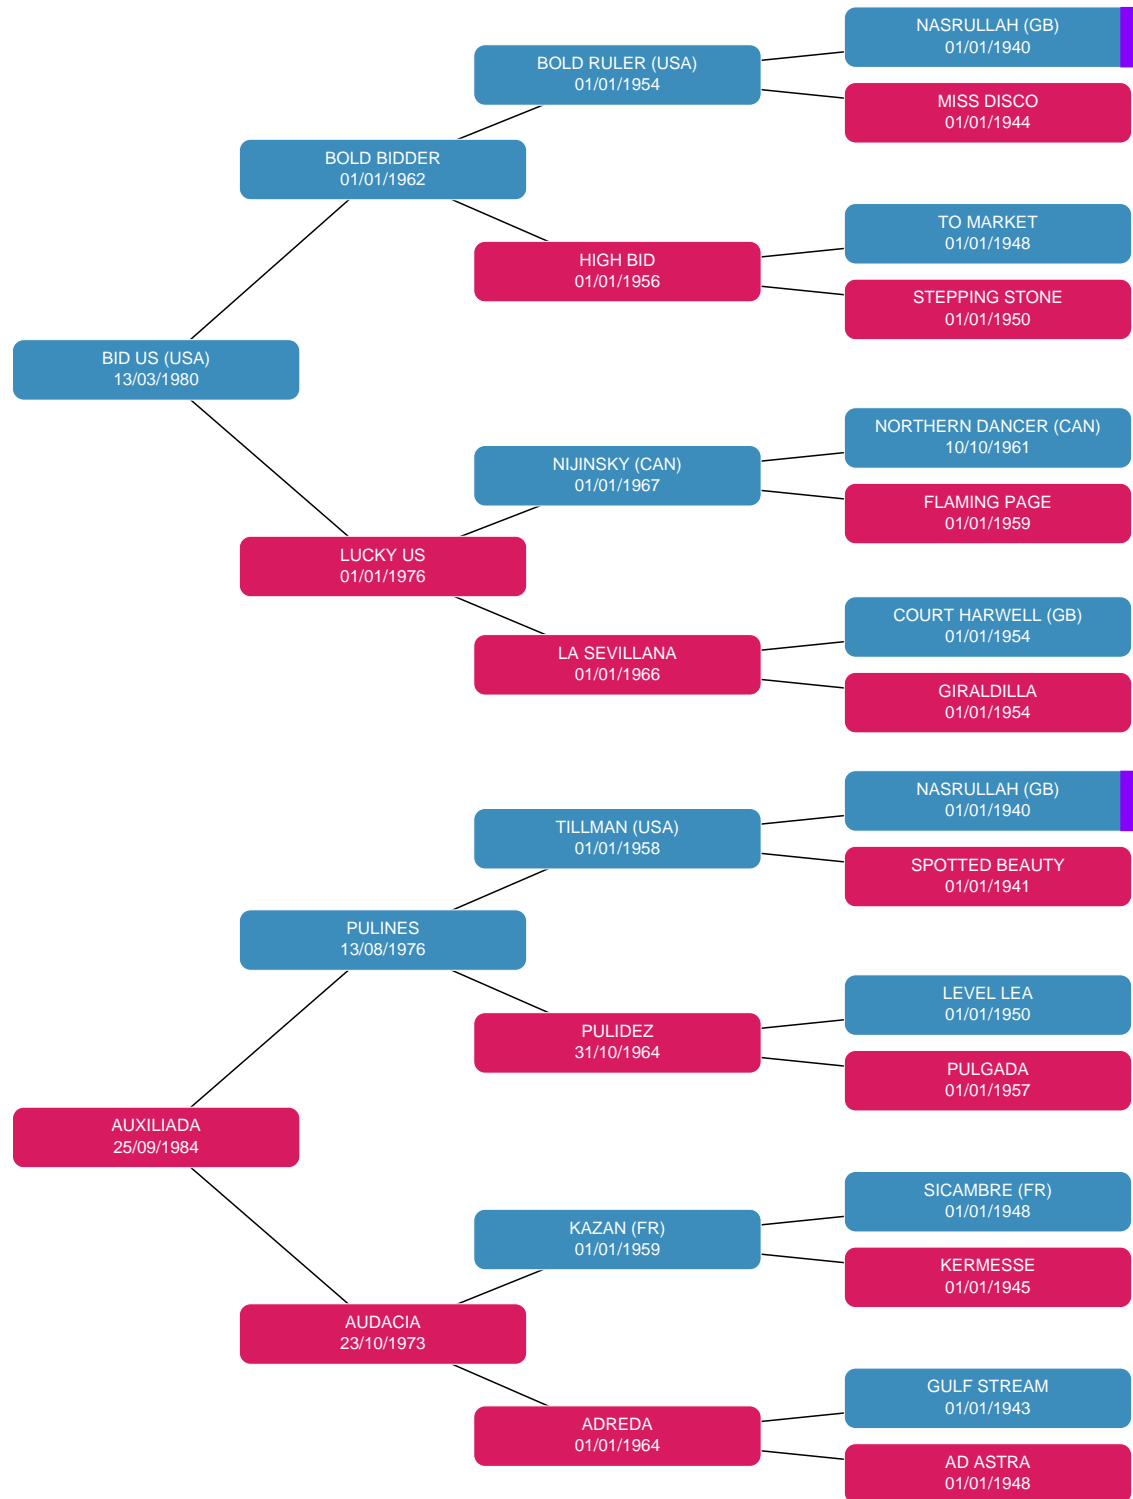 NASRULLAH (GB)
01/01/1940
BOLD RULER (USA)
01/01/1954
MISS DISCO
01/01/1944
BOLD BIDDER
01/01/1962
TO MARKET
01/01/1948
HIGH BID
01/01/1956
STEPPING STONE
01/01/1950
BID US (USA)
13/03/1980
NORTHERN DANCER (CAN)
10/10/1961
NIJINSKY (CAN)
01/01/1967
FLAMING PAGE
01/01/1959
LUCKY US
01/01/1976
COURT HARWELL (GB)
01/01/1954
LA SEVILLANA
01/01/1966
GIRALDILLA
01/01/1954
NASRULLAH (GB)
01/01/1940
TILLMAN (USA)
01/01/1958
SPOTTED BEAUTY
01/01/1941
PULINES
13/08/1976
LEVEL LEA
01/01/1950
PULIDEZ
31/10/1964
PULGADA
01/01/1957
AUXILIADA
25/09/1984
SICAMBRE (FR)
01/01/1948
KAZAN (FR)
01/01/1959
KERMESSE
01/01/1945
AUDACIA
23/10/1973
GULF STREAM
01/01/1943
ADREDA
01/01/1964
AD ASTRA
01/01/1948